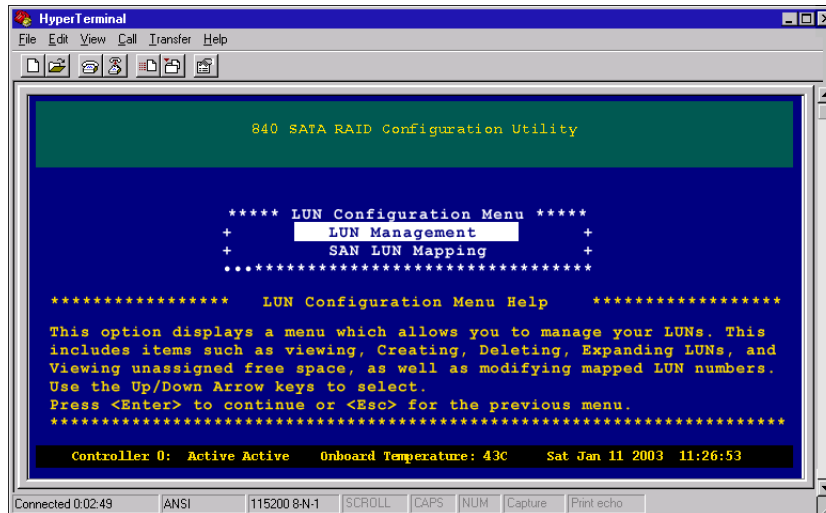 HyperTerminal
File Edit View Call Transfer Help
840 SATA RAID Configuration Utility
***** LUN Configuration Menu *****
+ LUN Management +
+ SAN LUN Mapping +
...***********************************
****************** LUN Configuration Menu Help *******************
This option displays a menu which allows you to manage your LUNs. This
includes items such as viewing, Creating, Deleting, Expanding LUNs, and
Viewing unassigned free space, as well as modifying mapped LUN numbers.
Use the Up/Down Arrow keys to select.
Press <Enter> to continue or <Esc> for the previous menu.
**************************************************************************
Controller 0: Active Active Onboard Temperature: 43C Sat Jan 11 2003 11:26:53
Connected 0:02:49 ANSI 115200 8-N-1 SCROLL CAPS NUM Capture Print echo